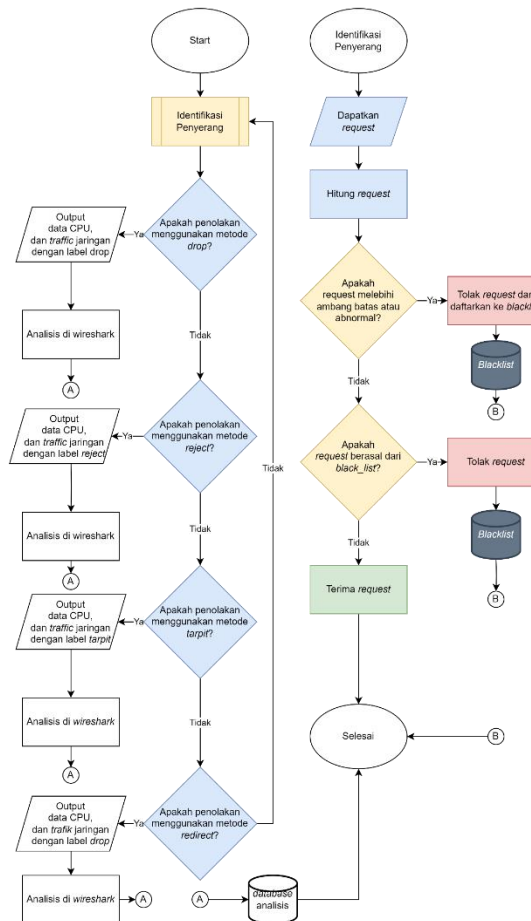 Start
Identifikasi
Penyerang
Apakah penolakan
menggunakan metode
drop?
Ya
Output
data CPU,
dan traffic jaringan
dengan label drop
Analisis di wireshark
A
Tidak
Apakah penolakan
menggunakan metode
reject?
Ya
Output
data CPU,
dan traffic jaringan
dengan label reject
Analisis di wireshark
A
Tidak
Apakah penolakan
menggunakan metode
tarpit?
Ya
Output
data CPU,
dan traffic jaringan
dengan label tarpit
Analisis di wireshark
A
Tidak
Apakah penolakan
menggunakan metode
redirect?
Ya
Output
data CPU,
dan trafik jaringan
dengan label drop
Analisis di wireshark
A
Tidak
Identifikasi
Penyerang
Dapatkan
request
Hitung request
Apakah
request melebihi
ambang batas atau
abnormal?
Ya
Tolak request dan
daftarkan ke
Blacklist
B
Tidak
Apakah
request berasal dari
black_list?
Ya
Tolak request
Blacklist
B
Tidak
Terima request
Selesai
B
A
database
analisis